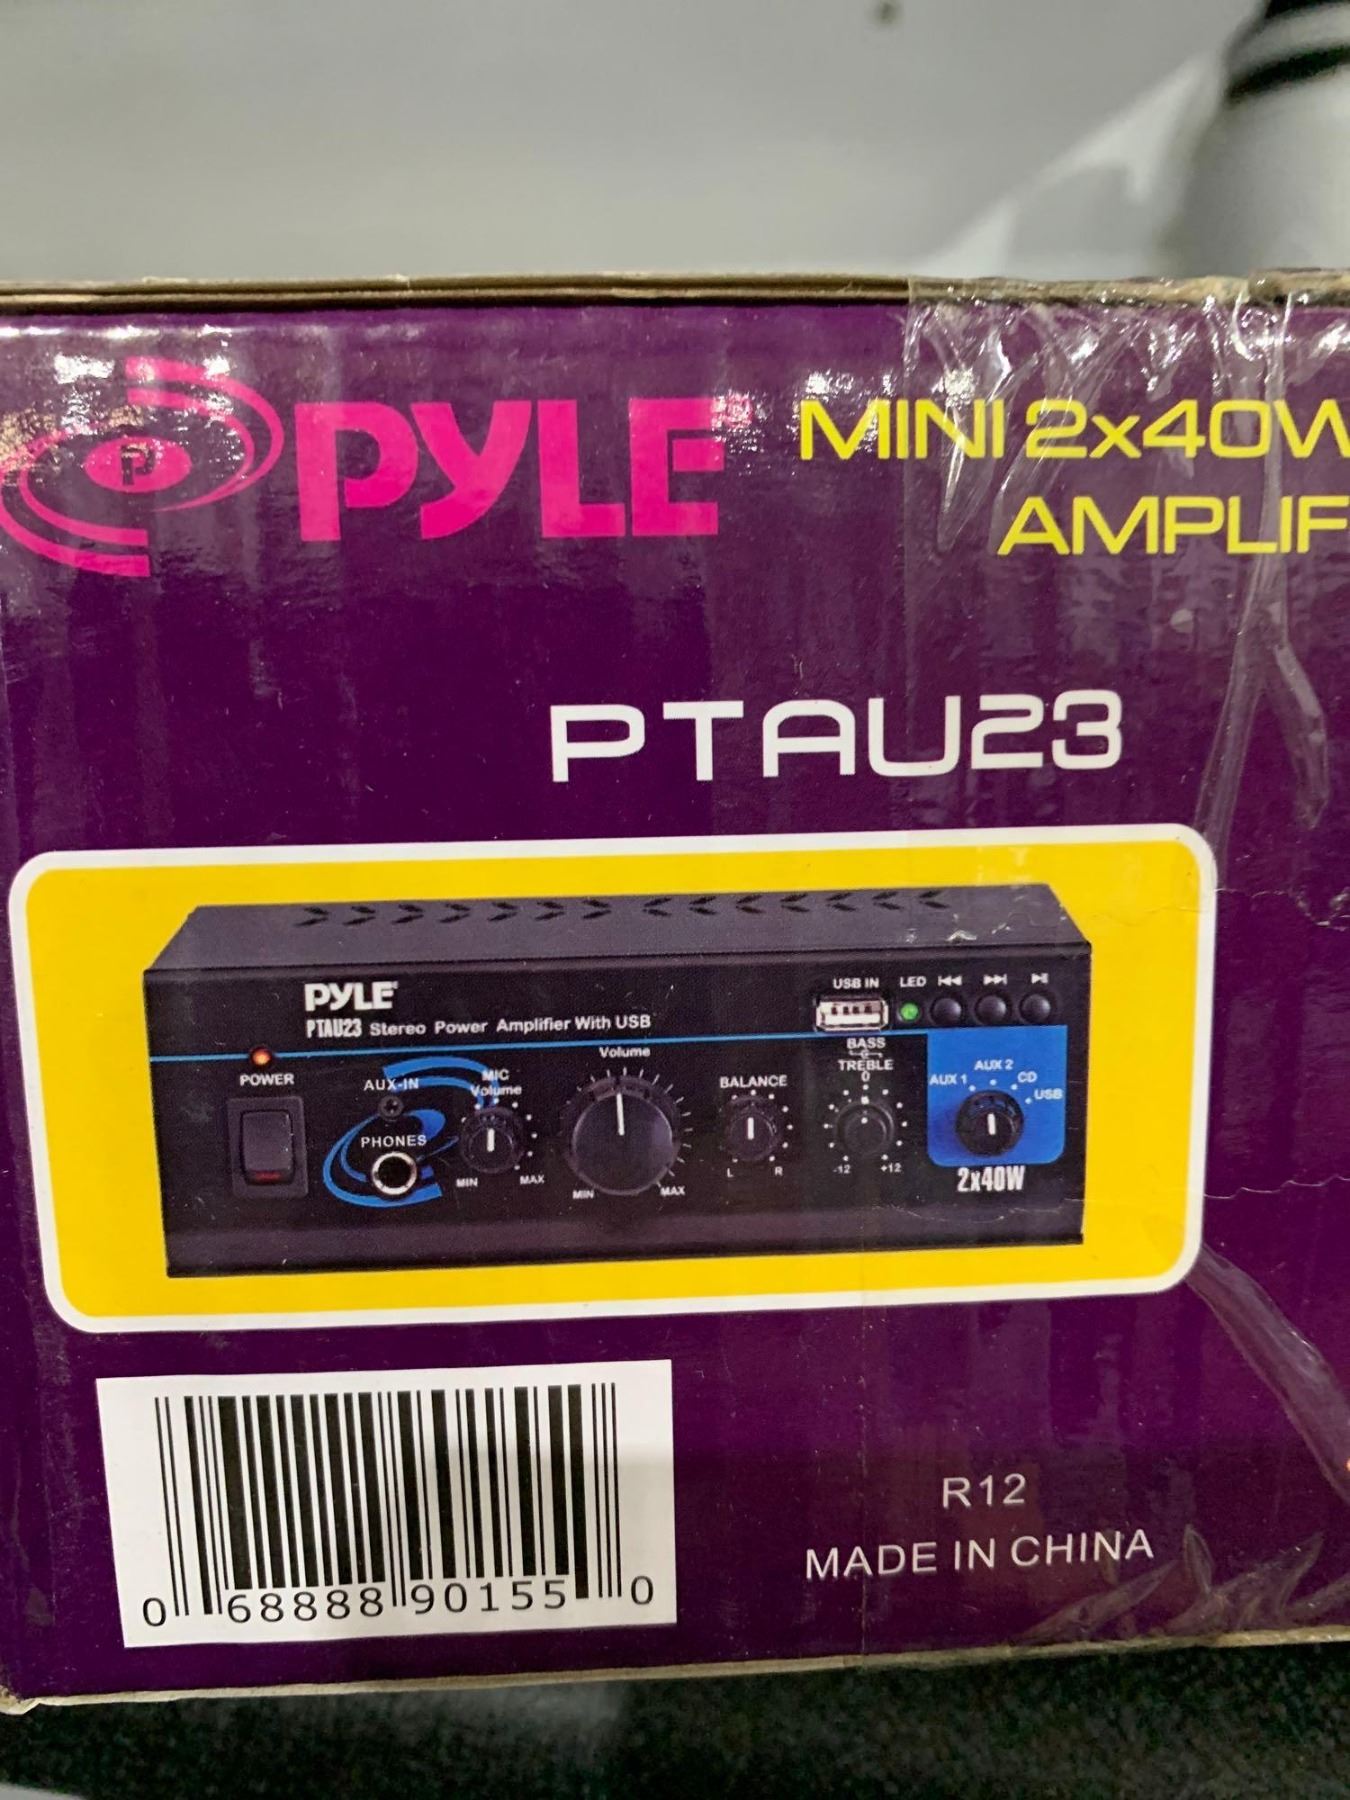 PYLE
MINI 2x40W
AMPLIF
P
PTAU23
PYLE
PTAU23 Stereo Power Amplifier With USB
USB IN LED
POWER
AUX-IN
PHONES
MIC
Volume
MIN MAX
Volume
MIN MAX
BALANCE
L R
BASS
TREBLE
0
-12 +12
AUX 1 AUX 2 CD USB
2x40W
0 68888 90155 0
R12
MADE IN CHINA